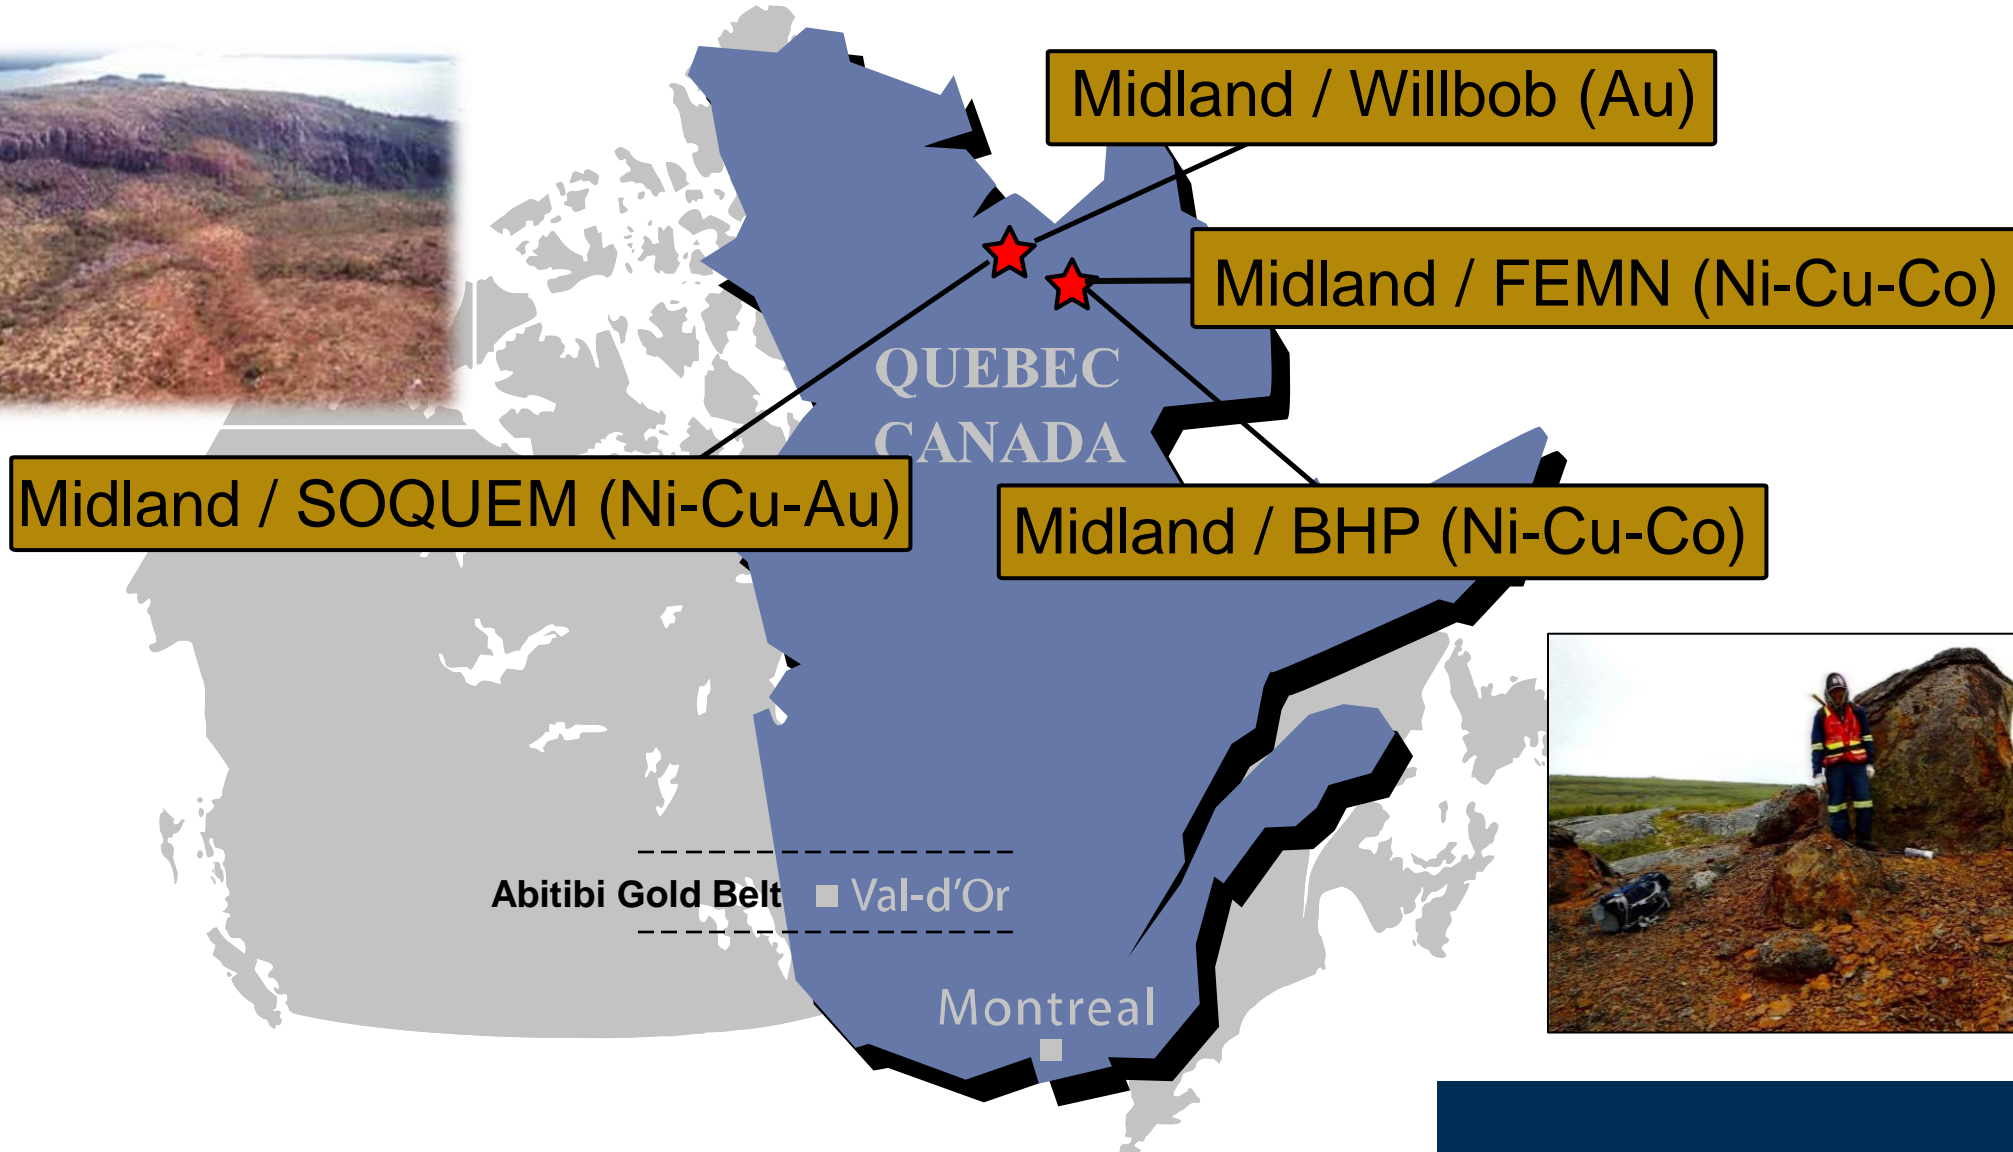 Midland / Willbob (Au)
Midland / FEMN (Ni-Cu-Co)
QUEBEC
CANADA
Midland / SOQUEM (Ni-Cu-Au)
Midland / BHP (Ni-Cu-Co)
Abitibi Gold Belt
Val-d'Or
Montreal